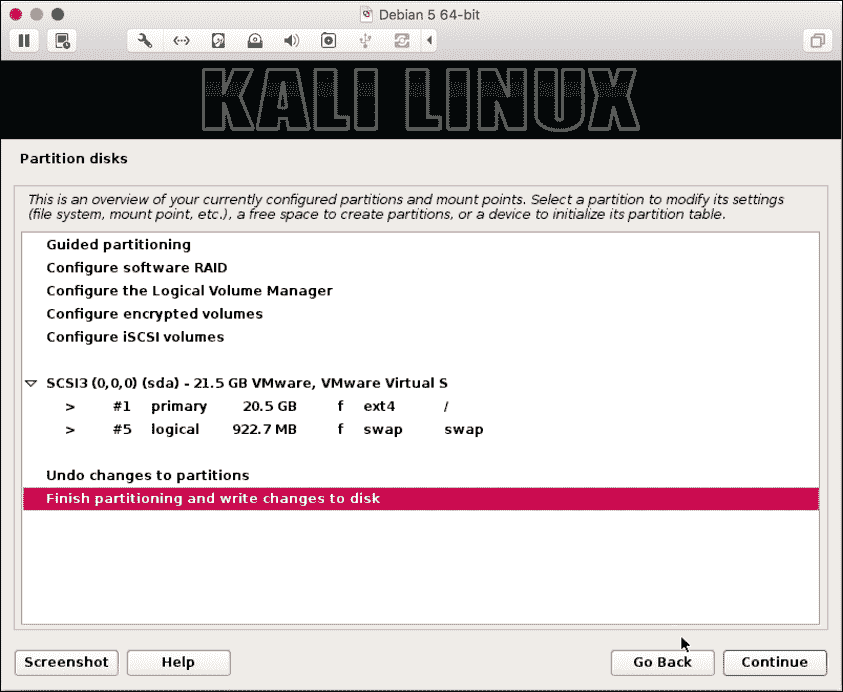 Debian 5 64-bit
KALI LINUX
Partition disks
This is an overview of your currently configured partitions and mount points. Select a partition to modify its settings
(file system, mount point, etc.), a free space to create partitions, or a device to initialize its partition table.
Guided partitioning
Configure software RAID
Configure the Logical Volume Manager
Configure encrypted volumes
Configure iSCSI volumes
SCSI3 (0,0,0) (sda) - 21.5 GB VMware, VMware Virtual S
> #1 primary 20.5 GB f ext4 /
> #5 logical 922.7 MB f swap swap
Undo changes to partitions
Finish partitioning and write changes to disk
Screenshot Help Go Back Continue